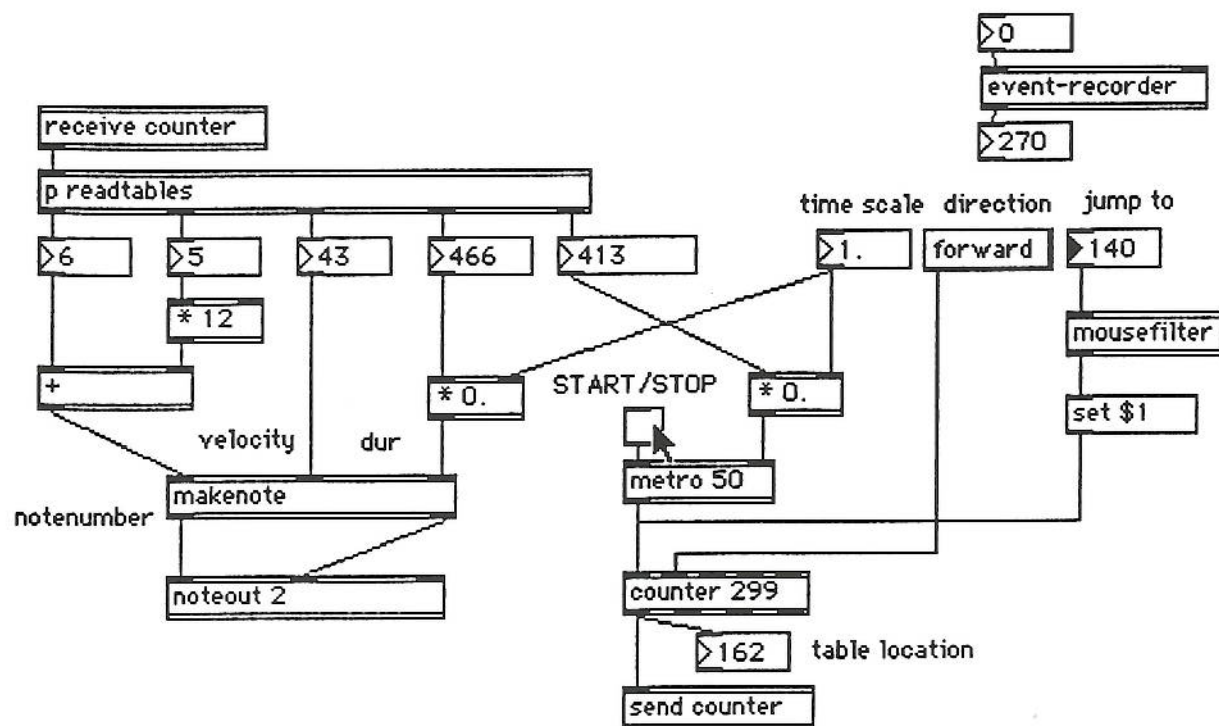 0
event-recorder
270
receive counter
p readtables
time scale direction jump to
6 5 43 466 413 1. forward 140
* 12
mousefilter
+ * 0. START/STOP * 0.
set $1
velocity dur
metro 50
makenote
notenumber
noteout 2
counter 299
162 table location
send counter